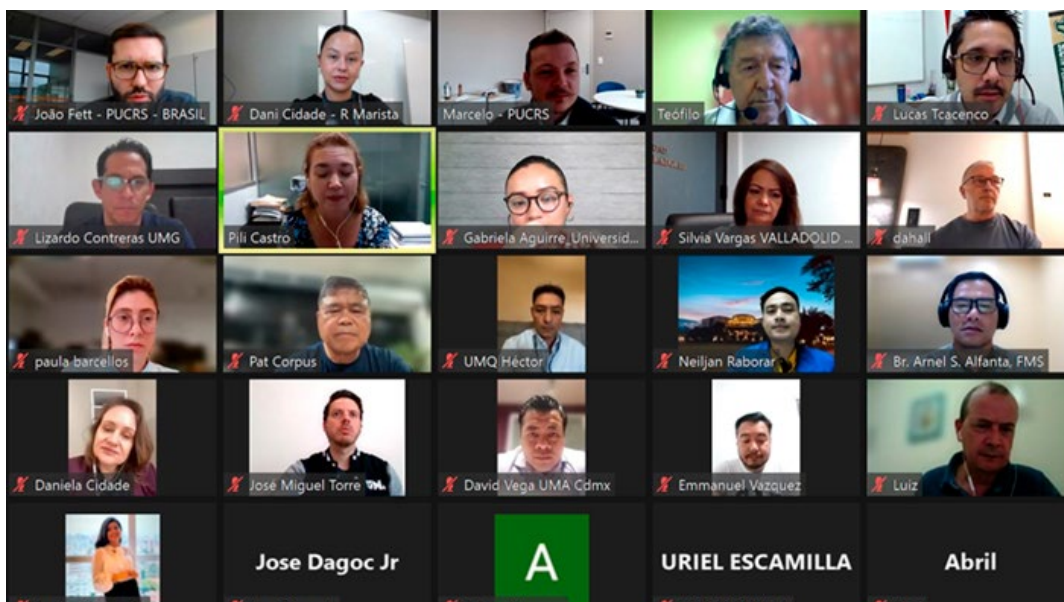 João Fett - PUCRS - BRASIL
Dani Cidade - R Marista
Marcelo - PUCRS
Teófilo
Lucas Tcacenco
Lizardo Contreras UMG
Pili Castro
Gabriela Aguirre, Universid...
Silvia Vargas VALLADOLID ...
dahall
paula barcellos
Pat Corpus
UMQ Héctor
Neiljan Raborar
Br. Arnel S. Alfanta, FMS
Daniela Cidade
José Miguel Torre
David Vega UMA Cdmx
Emmanuel Vazquez
Luiz
Jose Dagoc Jr
A
URIEL ESCAMILLA
Abril